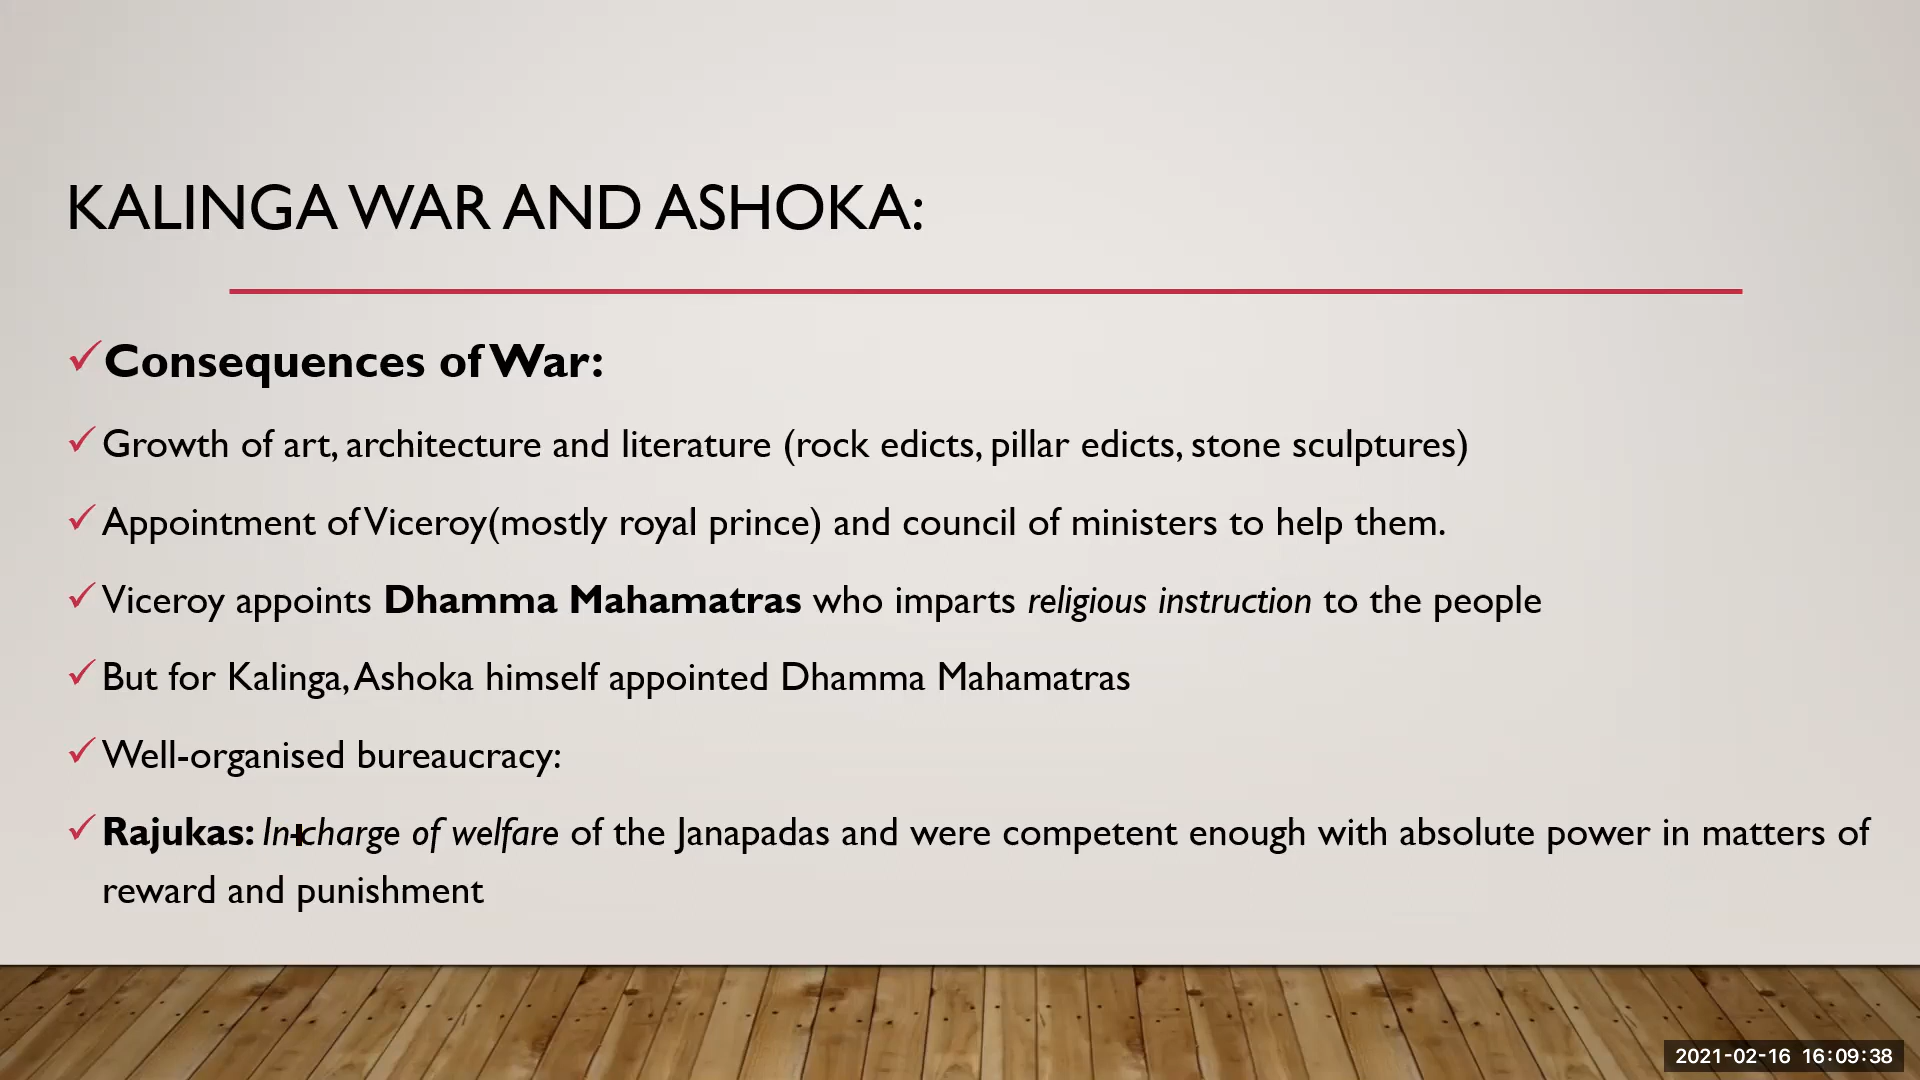 KALINGA WAR AND ASHOKA:
✓Consequences of War:
✓Growth of art, architecture and literature (rock edicts, pillar edicts, stone sculptures)
✓Appointment of Viceroy(mostly royal prince) and council of ministers to help them.
✓Viceroy appoints Dhamma Mahamatras who imparts religious instruction to the people
✓But for Kalinga, Ashoka himself appointed Dhamma Mahamatras
✓Well-organised bureaucracy:
✓Rajukas: In-charge of welfare of the Janapadas and were competent enough with absolute power in matters of
reward and punishment
2021-02-16 16:09:38